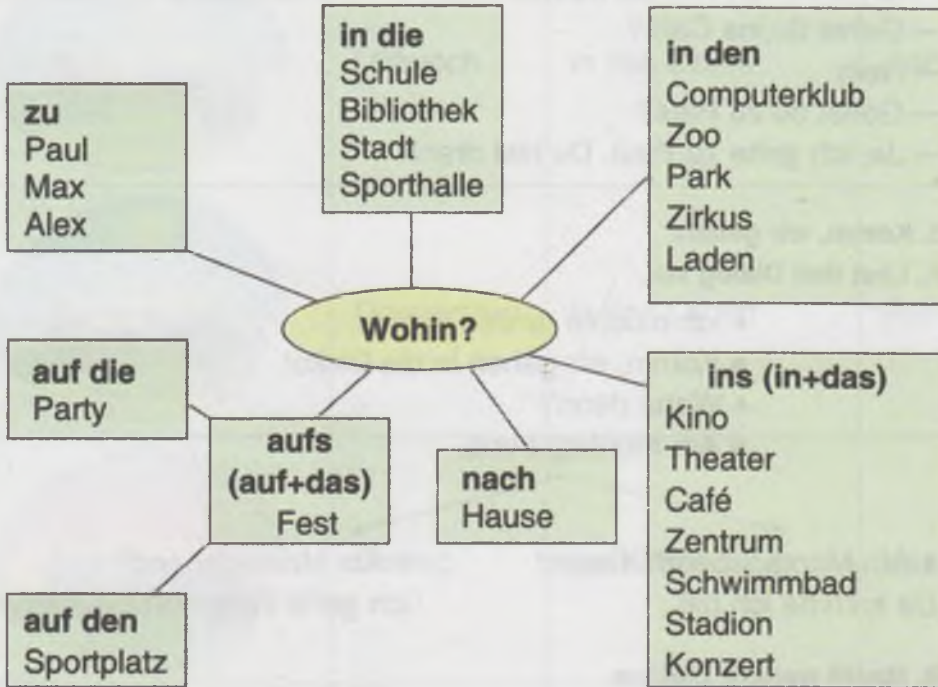 zu
Paul
Max
Alex
in die
Schule
Bibliothek
Stadt
Sporthalle
in den
Computerklub
Zoo
Park
Zirkus
Laden
Wohin?
auf die
Party
aufs
(auf+das)
Fest
auf den
Sportplatz
nach
Hause
ins (in+das)
Kino
Theater
Café
Zentrum
Schwimmbad
Stadion
Konzert